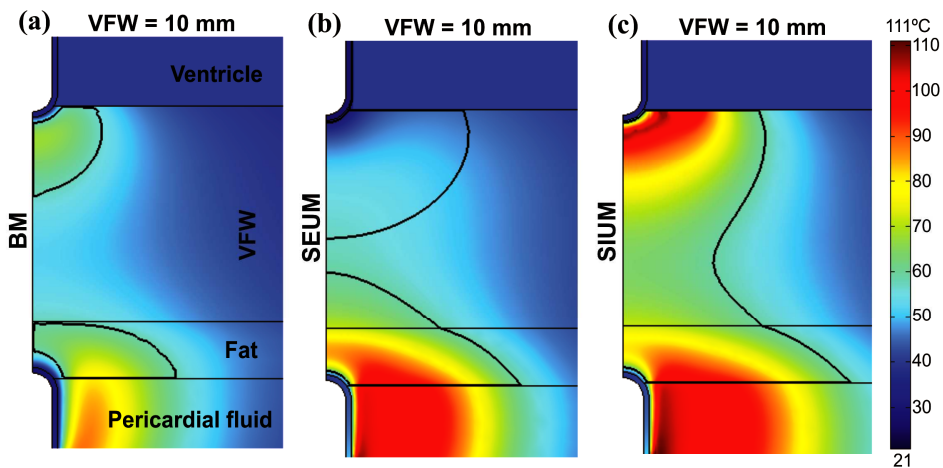 (a) VFW = 10 mm
(b) VFW = 10 mm
(c) VFW = 10 mm
BM
Ventricle
VFW
Fat
Pericardial fluid
SEUM
SIUM
111ºC
110
100
90
80
70
60
50
40
30
21